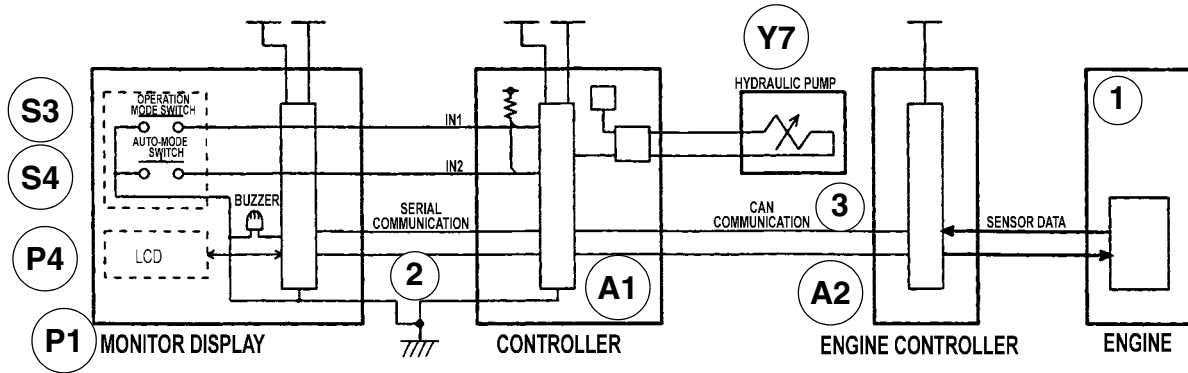 Y7
HYDRAULIC PUMP
S3
OPERATION
MODE SWITCH
1
IN1
AUTO-MODE
SWITCH
S4
IN2
BUZZER
SERIAL
COMMUNICATION
CAN
COMMUNICATION
3
SENSOR DATA
P4
LCD
2
A1
A2
P1
MONITOR DISPLAY
CONTROLLER
ENGINE CONTROLLER
ENGINE